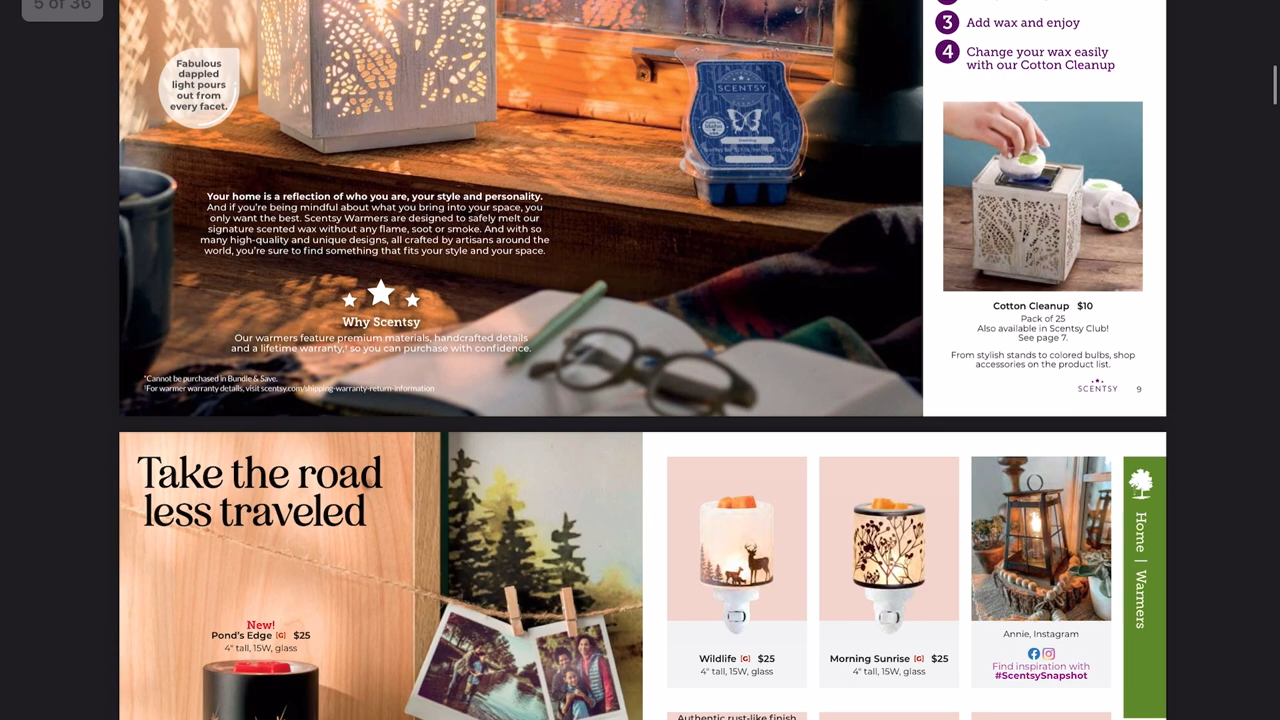 5 of 36
Fabulous
dappled
light pours
out from
every facet.
SCENTSY
Your home is a reflection of who you are, your style and personality.
And if you're being mindful about what you bring into your space, you
only want the best. Scentsy Warmers are designed to safely melt our
signature scented wax without any flame, soot or smoke. And with so
many high-quality and unique designs, all crafted by artisans around the
world, you're sure to find something that fits your style and your space.
Why Scentsy
Our warmers feature premium materials, handcrafted details
and a lifetime warranty,† so you can purchase with confidence.
*Cannot be purchased in Bundle & Save.
†For warmer warranty details, visit scentsy.com/shipping-warranty-return-information
3 Add wax and enjoy
4 Change your wax easily
with our Cotton Cleanup
Cotton Cleanup $10
Pack of 25
Also available in Scentsy Club!
See page 7.
From stylish stands to colored bulbs, shop
accessories on the product list.
SCENTSY 9
Take the road
less traveled
New!
Pond's Edge [G] $25
4" tall, 15W, glass
Wildlife [G] $25
4" tall, 15W, glass
Morning Sunrise [G] $25
4" tall, 15W, glass
Annie, Instagram
Find inspiration with
#ScentsySnapshot
Home | Warmers
Authentic rust-like finish